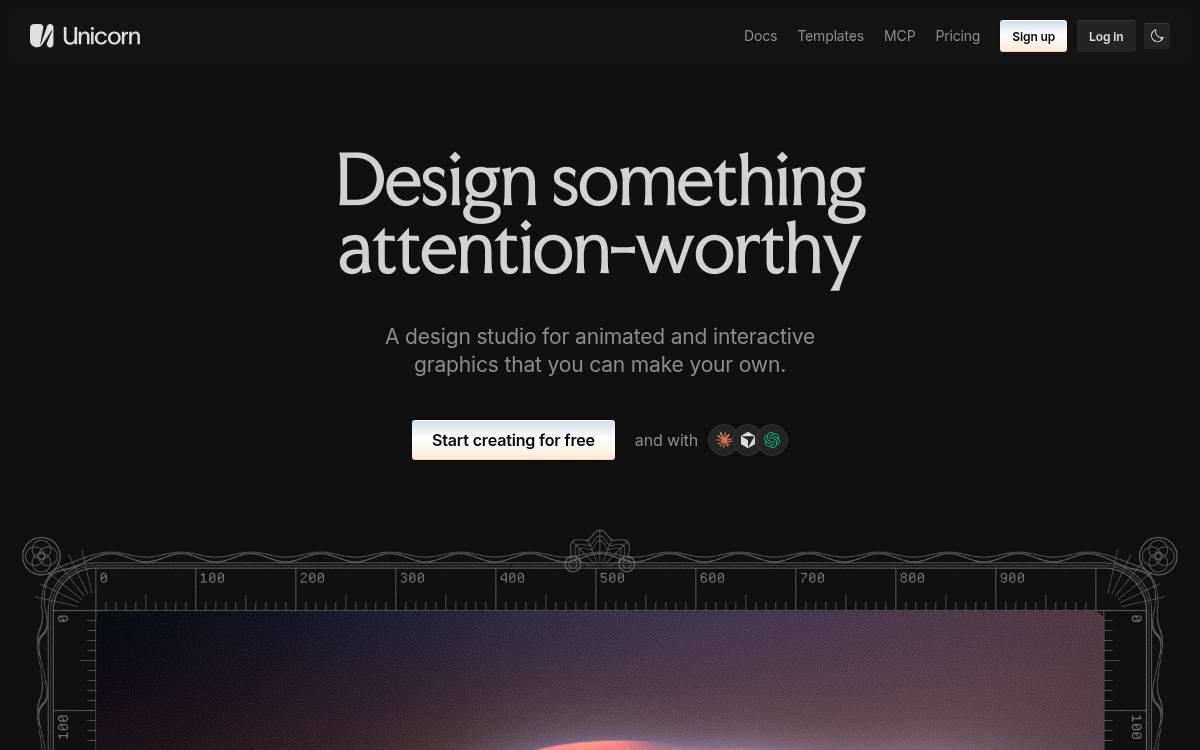 Unicorn
Docs Templates MCP Pricing Sign up Log in
Design something
attention-worthy
A design studio for animated and interactive
graphics that you can make your own.
Start creating for free and with
0 100 200 300 400 500 600 700 800 900
0 0
100 100